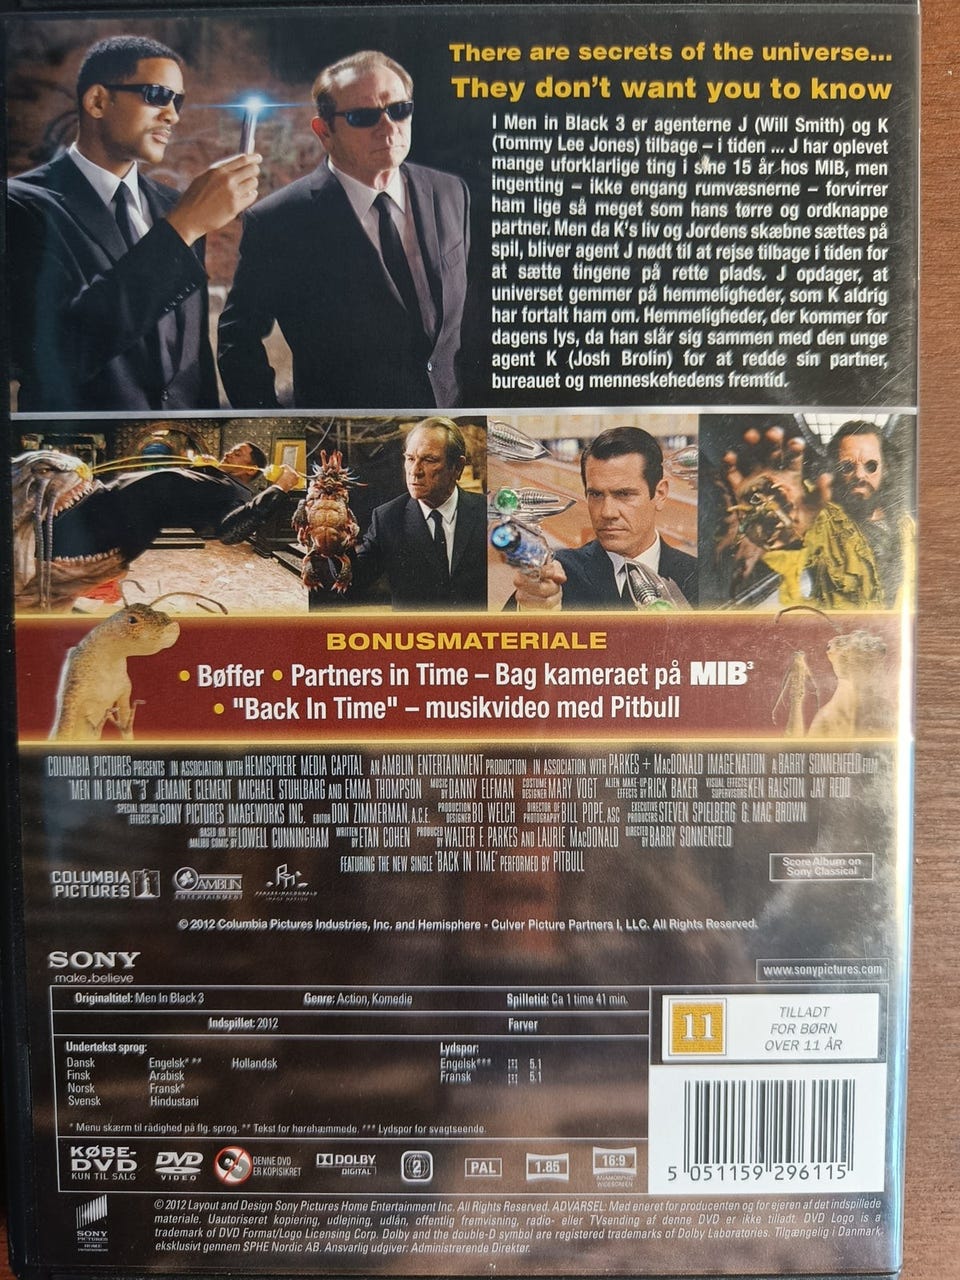 There are secrets of the universe...
They don't want you to know
I Men in Black 3 er agenterne J (Will Smith) og K
(Tommy Lee Jones) tilbage – i tiden ... J har oplevet
mange uforklarlige ting i sine 15 år hos MIB, men
ingenting – ikke engang rumvæsnerne – forvirrer
ham lige så meget som hans tørre og ordknappe
partner. Men da K's liv og Jordens skæbne sættes på
spil, bliver agent J nødt til at rejse tilbage i tiden for
at sætte tingene på rette plads. J opdager, at
universet gemmer på hemmeligheder, som K aldrig
har fortalt ham om. Hemmeligheder, der kommer for
dagens lys, da han slår sig sammen med den unge
agent K (Josh Brolin) for at redde sin partner,
bureauet og menneskehedens fremtid.
BONUSMATERIALE
• Bøffer • Partners in Time – Bag kameraet på MIB³
• "Back In Time" – musikvideo med Pitbull
COLUMBIA PICTURES PRESENTS IN ASSOCIATION WITH HEMISPHERE MEDIA CAPITAL AN AMBLIN ENTERTAINMENT PRODUCTION IN ASSOCIATION WITH PARKES + MACDONALD IMAGENATION A BARRY SONNENFELD FILM
"MEN IN BLACK™ 3" JEMAINE CLEMENT MICHAEL STUHLBARG AND EMMA THOMPSON MUSIC BY DANNY ELFMAN COSTUME DESIGNER MARY VOGT ALIEN MAKE-UP EFFECTS BY RICK BAKER VISUAL EFFECTS SUPERVISORS KEN RALSTON JAY REDD
SPECIAL VISUAL EFFECTS BY SONY PICTURES IMAGEWORKS INC. EDITOR DON ZIMMERMAN, A.C.E. PRODUCTION DESIGNER BO WELCH DIRECTOR OF PHOTOGRAPHY BILL POPE, ASC EXECUTIVE PRODUCERS STEVEN SPIELBERG G. MAC BROWN
BASED ON THE MALIBU COMIC BY LOWELL CUNNINGHAM WRITTEN BY ETAN COHEN PRODUCED BY WALTER F. PARKES AND LAURIE MACDONALD DIRECTED BY BARRY SONNENFELD
FEATURING THE NEW SINGLE "BACK IN TIME" PERFORMED BY PITBULL
Score Album on
Sony Classical
COLUMBIA
PICTURES
AMBLIN
ENTERTAINMENT
PARKES+MACDONALD
IMAGE NATION
© 2012 Columbia Pictures Industries, Inc. and Hemisphere - Culver Picture Partners I, LLC. All Rights Reserved.
SONY
make.believe
www.sonypictures.com
Originaltitel: Men In Black 3 Genre: Action, Komedie Spilletid: Ca 1 time 41 min.
Indspillet: 2012 Farver
Undertekst sprog: Lydspor:
Dansk Engelsk* ** Hollandsk Engelsk*** 5.1
Finsk Arabisk Fransk 5.1
Norsk Fransk*
Svensk Hindustani
* Menu skærm til rådighed på flg. sprog. ** Tekst for hørehæmmede. *** Lydspor for svagtseende.
11
TILLADT
FOR BØRN
OVER 11 ÅR
KØBE-
DVD
KUN TIL SALG
DVD
VIDEO
DENNE DVD
ER KOPISIKRET
DOLBY
DIGITAL
2
PAL
1.85
16:9
ANAMORPHIC
WIDESCREEN
5 051159 296115
SONY
PICTURES
© 2012 Layout and Design Sony Pictures Home Entertainment Inc. All Rights Reserved. ADVARSEL: Med eneret for producenten og for ejeren af det indspillede
materiale. Uautoriseret kopiering, udlejning, udlån, offentlig fremvisning, radio- eller TVsending af denne DVD er ikke tilladt. DVD Logo is a
trademark of DVD Format/Logo Licensing Corp. Dolby and the double-D symbol are registered trademarks of Dolby Laboratories. Tilgængelig i Danmark
eksklusivt gennem SPHE Nordic AB. Ansvarlig udgiver: Administrerende Direktør.